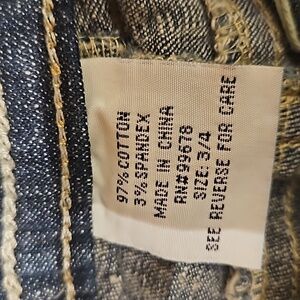 97% COTTON
3% SPANDEX
MADE IN CHINA
RN#99678
SIZE: 3/4
SEE REVERSE FOR CARE